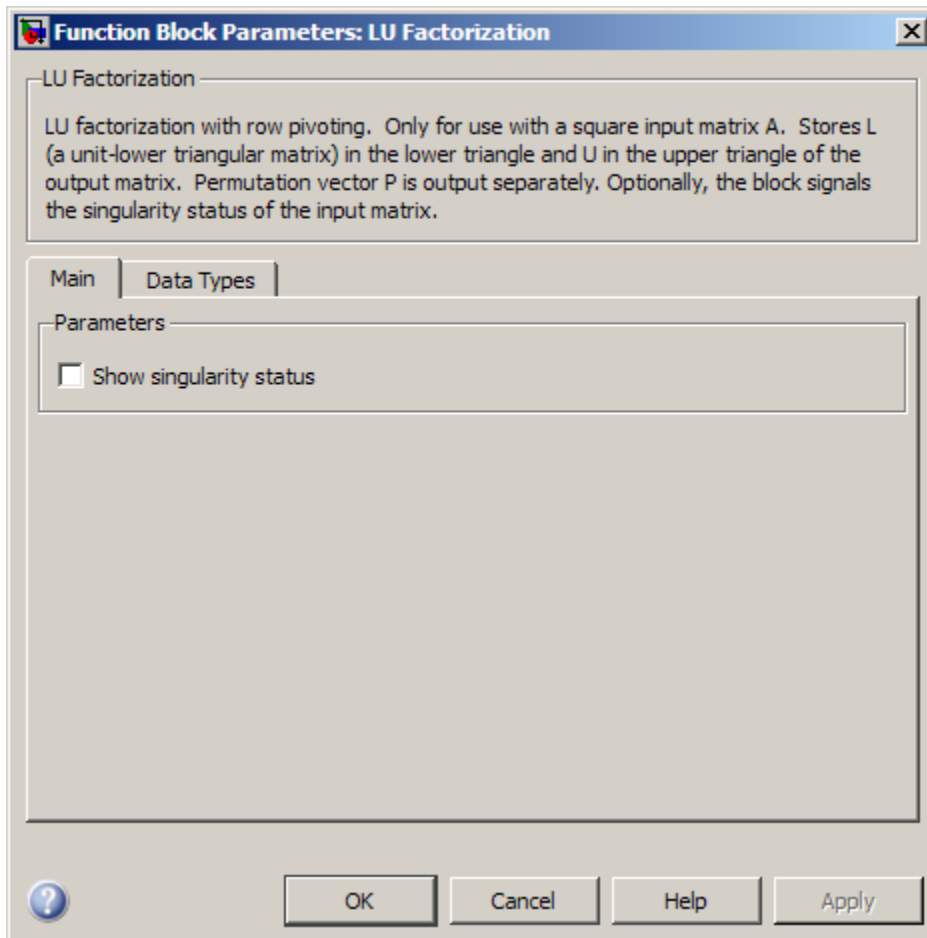 Function Block Parameters: LU Factorization
LU Factorization
LU factorization with row pivoting.  Only for use with a square input matrix A.  Stores L
(a unit-lower triangular matrix) in the lower triangle and U in the upper triangle of the
output matrix.  Permutation vector P is output separately. Optionally, the block signals
the singularity status of the input matrix.
Main Data Types
Parameters
Show singularity status
OK Cancel Help Apply